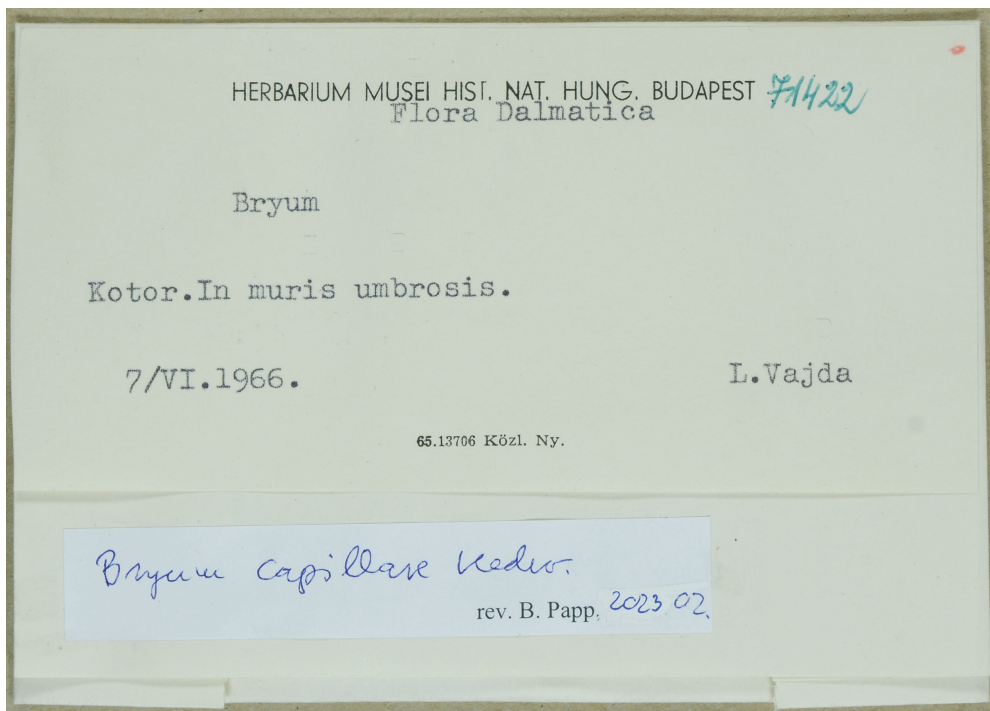 HERBARIUM MUSEI HIST. NAT. HUNG. BUDAPEST 71422
Flora Dalmatica
Bryum
Kotor.In muris umbrosis.
7/VI.1966.
L.Vajda
65.13706 Közl. Ny.
Bryum capillare Hedw.
rev. B. Papp. 2023 02.